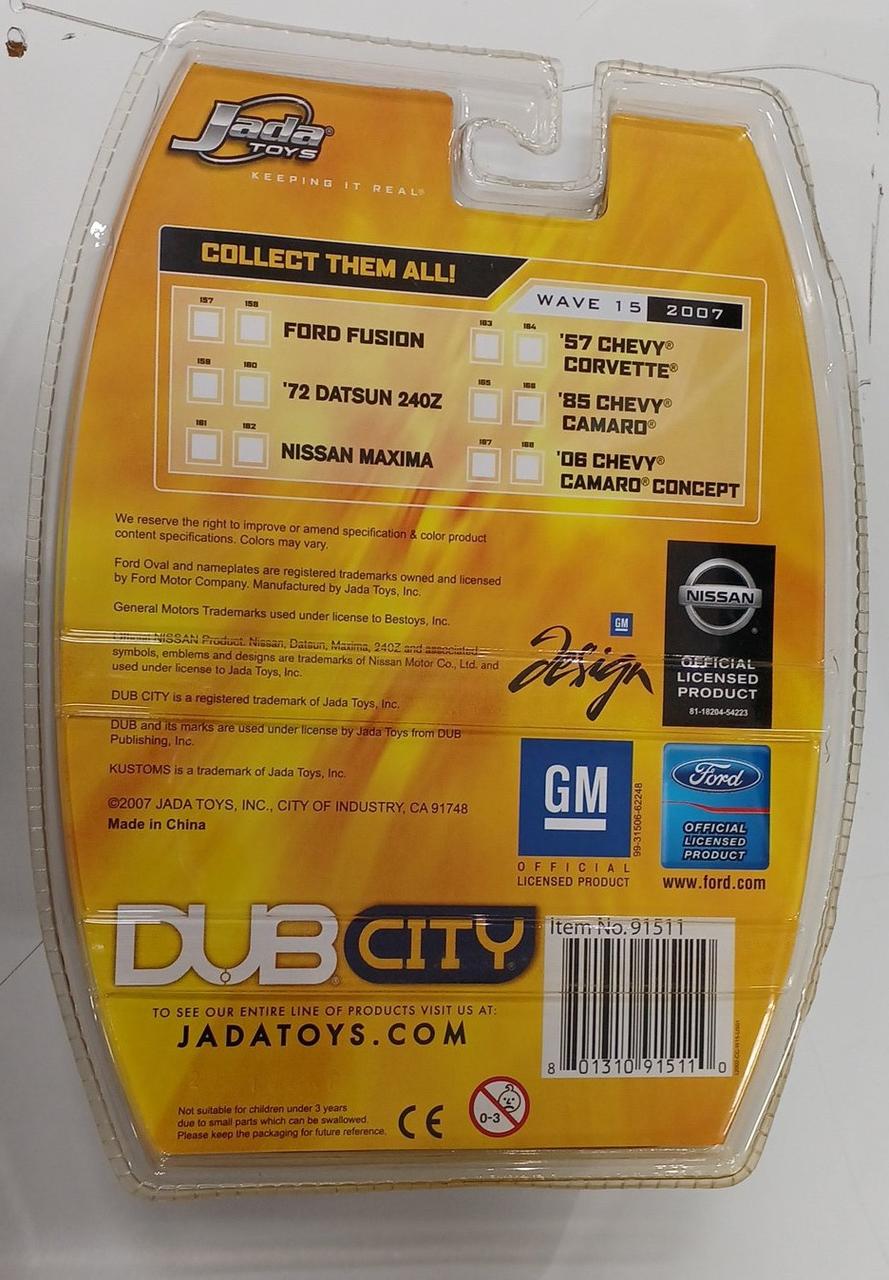 Jada®
TOYS
KEEPING IT REAL®
COLLECT THEM ALL!
WAVE 15 2007
157 158
FORD FUSION
159 160
'72 DATSUN 240Z
161 162
NISSAN MAXIMA
163 164
'57 CHEVY®
CORVETTE®
165 166
'85 CHEVY®
CAMARO®
167 168
'06 CHEVY®
CAMARO® CONCEPT
We reserve the right to improve or amend specification & color product
content specifications. Colors may vary.
Ford Oval and nameplates are registered trademarks owned and licensed
by Ford Motor Company. Manufactured by Jada Toys, Inc.
General Motors Trademarks used under license to Bestoys, Inc.
Official NISSAN Product. Nissan, Datsun, Maxima, 240Z and associated
symbols, emblems and designs are trademarks of Nissan Motor Co., Ltd. and
used under license to Jada Toys, Inc.
DUB CITY is a registered trademark of Jada Toys, Inc.
DUB and its marks are used under license by Jada Toys from DUB
Publishing, Inc.
KUSTOMS is a trademark of Jada Toys, Inc.
©2007 JADA TOYS, INC., CITY OF INDUSTRY, CA 91748
Made in China
GM
design
NISSAN
®
OFFICIAL
LICENSED
PRODUCT
81-18204-54223
GM
OFFICIAL
LICENSED PRODUCT
99-31506-62248
Ford
OFFICIAL
LICENSED
PRODUCT
www.ford.com
DUB® CITY®
TO SEE OUR ENTIRE LINE OF PRODUCTS VISIT US AT:
JADATOYS.COM
Item No. 91511
8 01310 91511 0
Not suitable for children under 3 years
due to small parts which can be swallowed.
Please keep the packaging for future reference.
CE
0-3